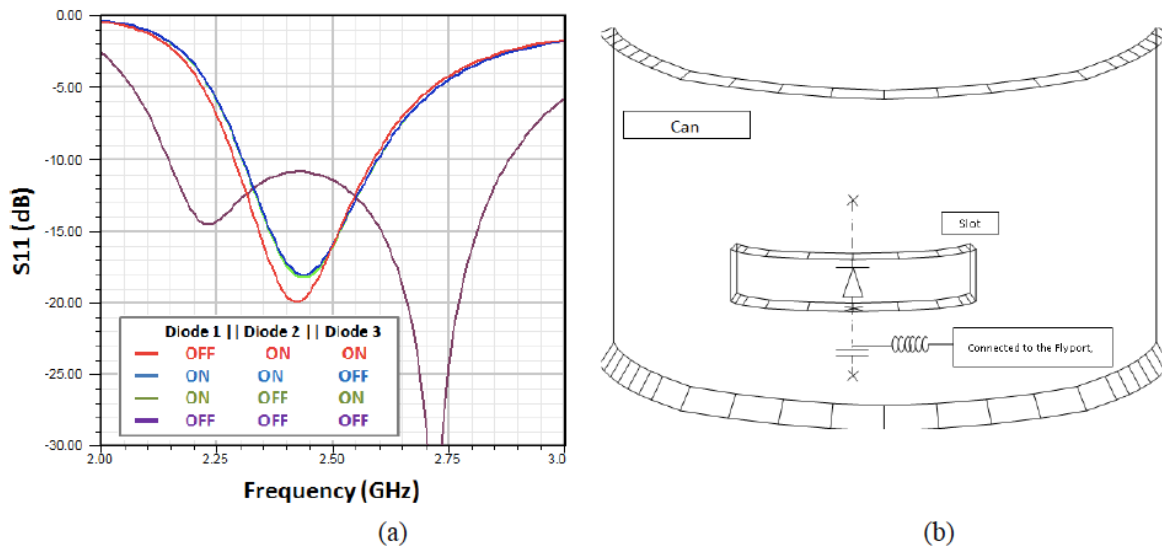 0.00
-5.00
-10.00
-15.00
-20.00
-25.00
-30.00
S11 (dB)
Diode 1 || Diode 2 || Diode 3
OFF ON ON
ON ON OFF
ON OFF ON
OFF OFF OFF
2.00 2.25 2.50 2.75 3.0
Frequency (GHz)
(a)
Can
Slot
Connected to the Flyport,
(b)